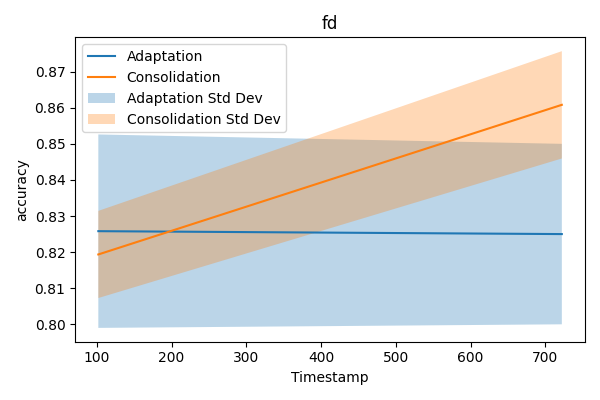 fd
Adaptation
Consolidation
Adaptation Std Dev
Consolidation Std Dev
accuracy
0.87
0.86
0.85
0.84
0.83
0.82
0.81
0.80
100 200 300 400 500 600 700
Timestamp